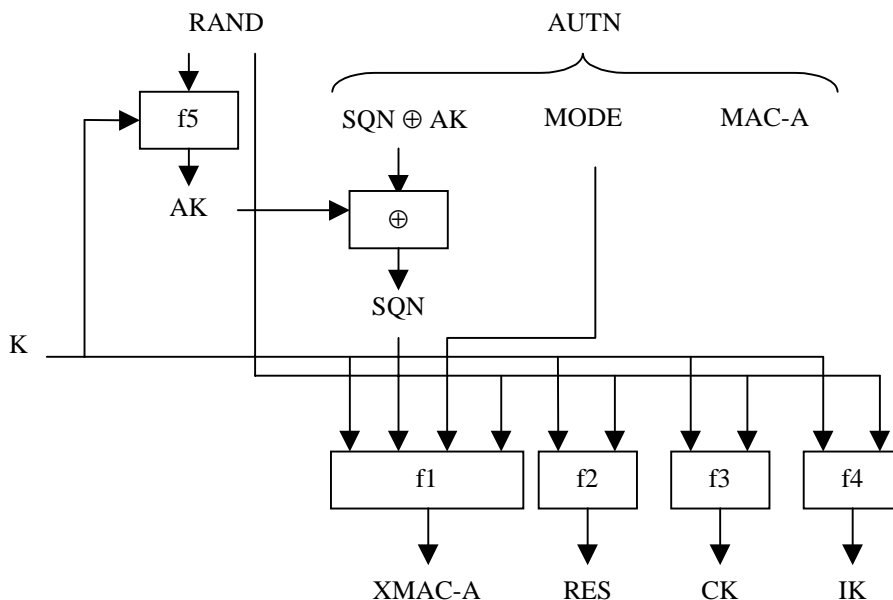 RAND AUTN
f5 SQN ⊕ AK MODE MAC-A
AK ⊕
SQN
K
f1 f2 f3 f4
XMAC-A RES CK IK